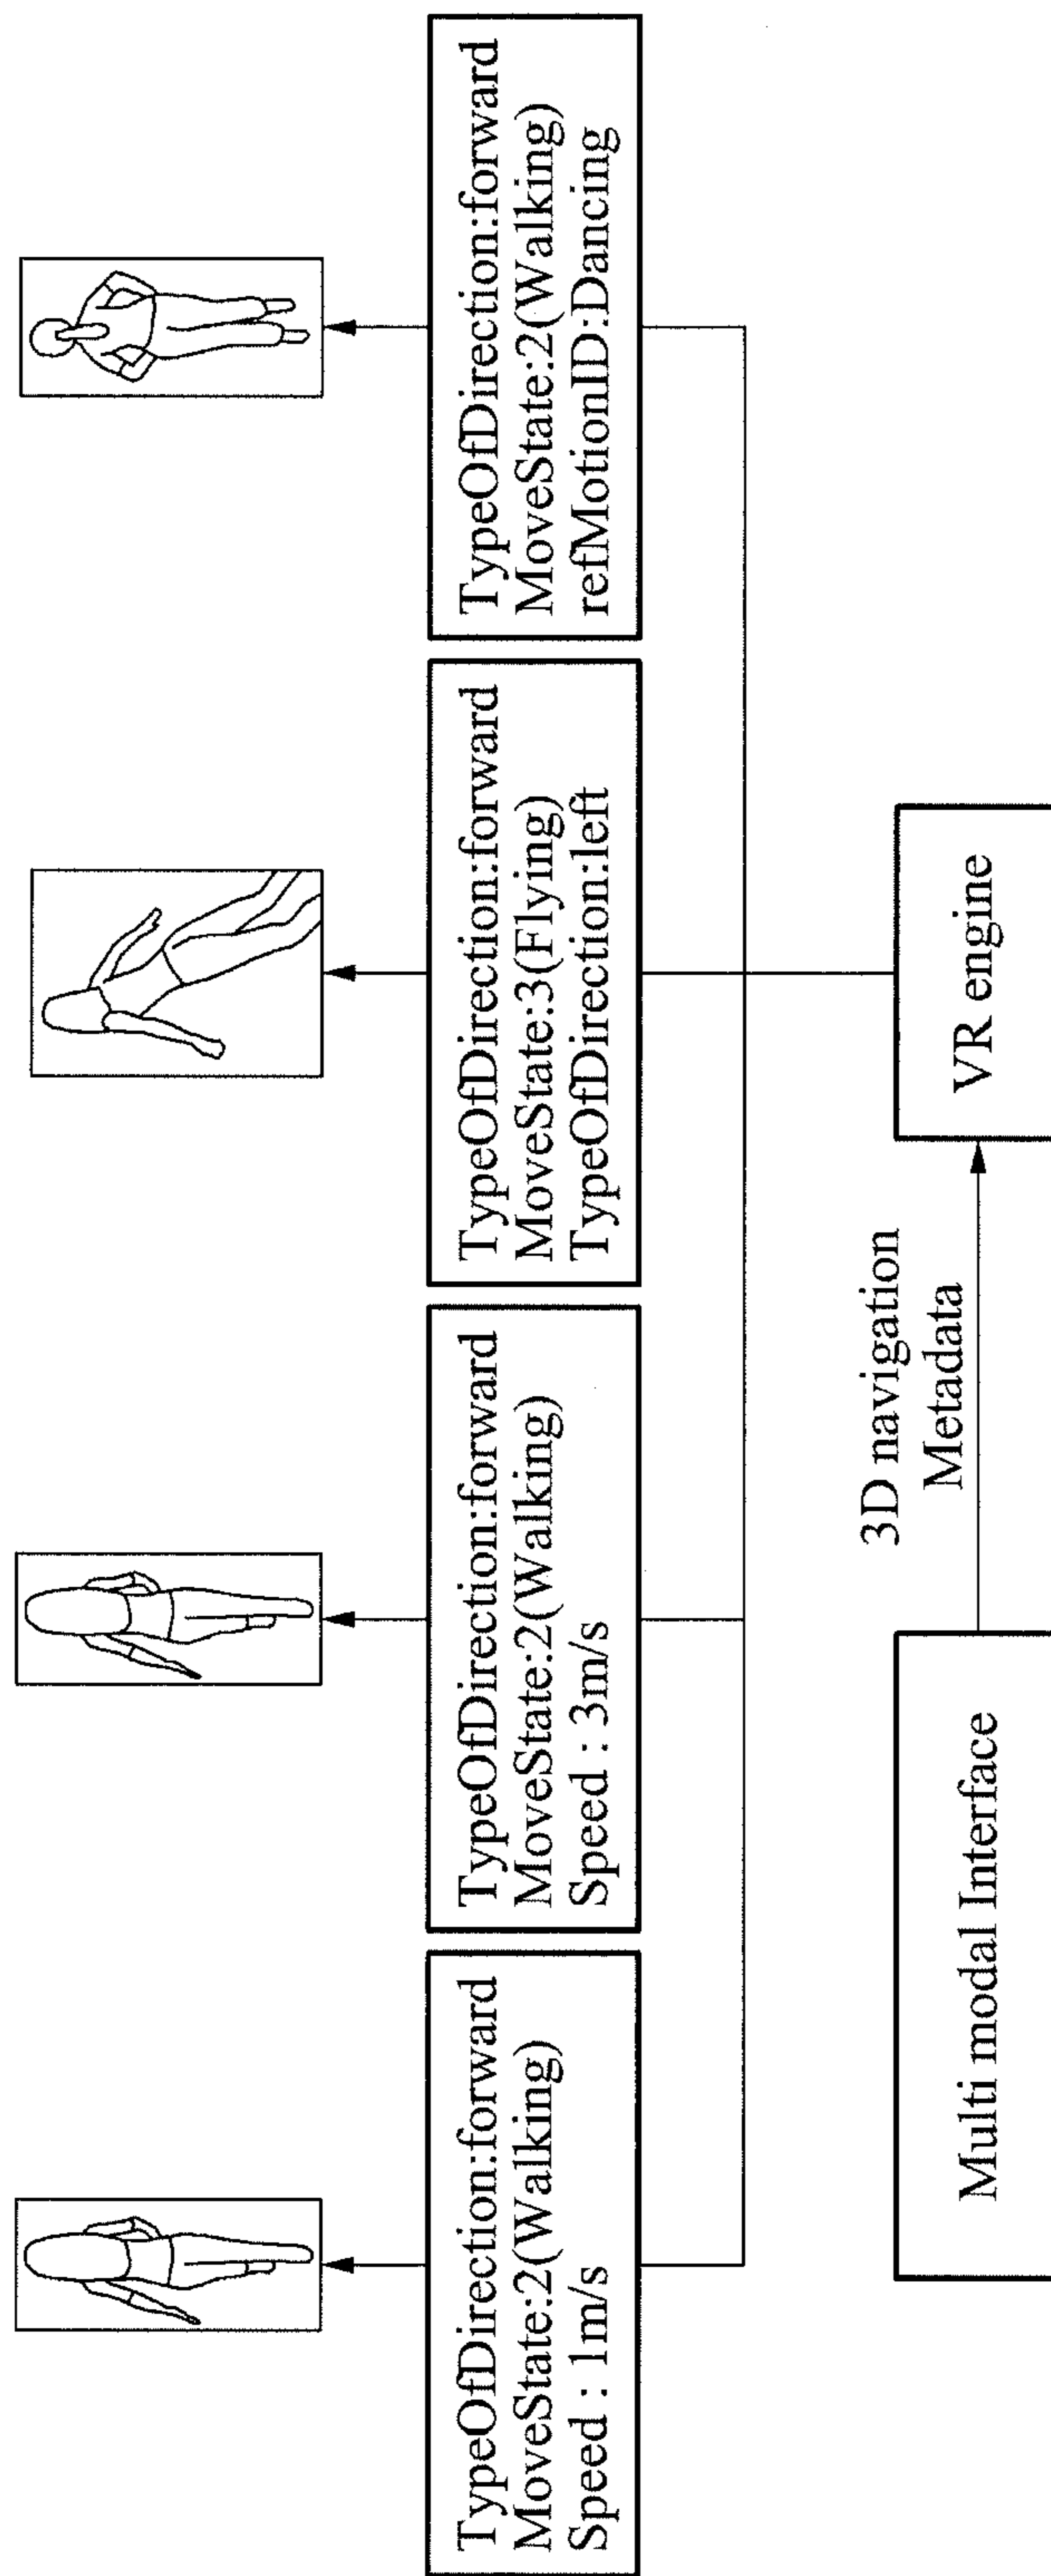 TypeOfDirection:forward
MoveState:2(Walking)
Speed : 1m/s
TypeOfDirection:forward
MoveState:2(Walking)
Speed : 3m/s
TypeOfDirection:forward
MoveState:3(Flying)
TypeOfDirection:left
TypeOfDirection:forward
MoveState:2(Walking)
refMotionID:Dancing
Multi modal Interface
3D navigation
Metadata
VR engine